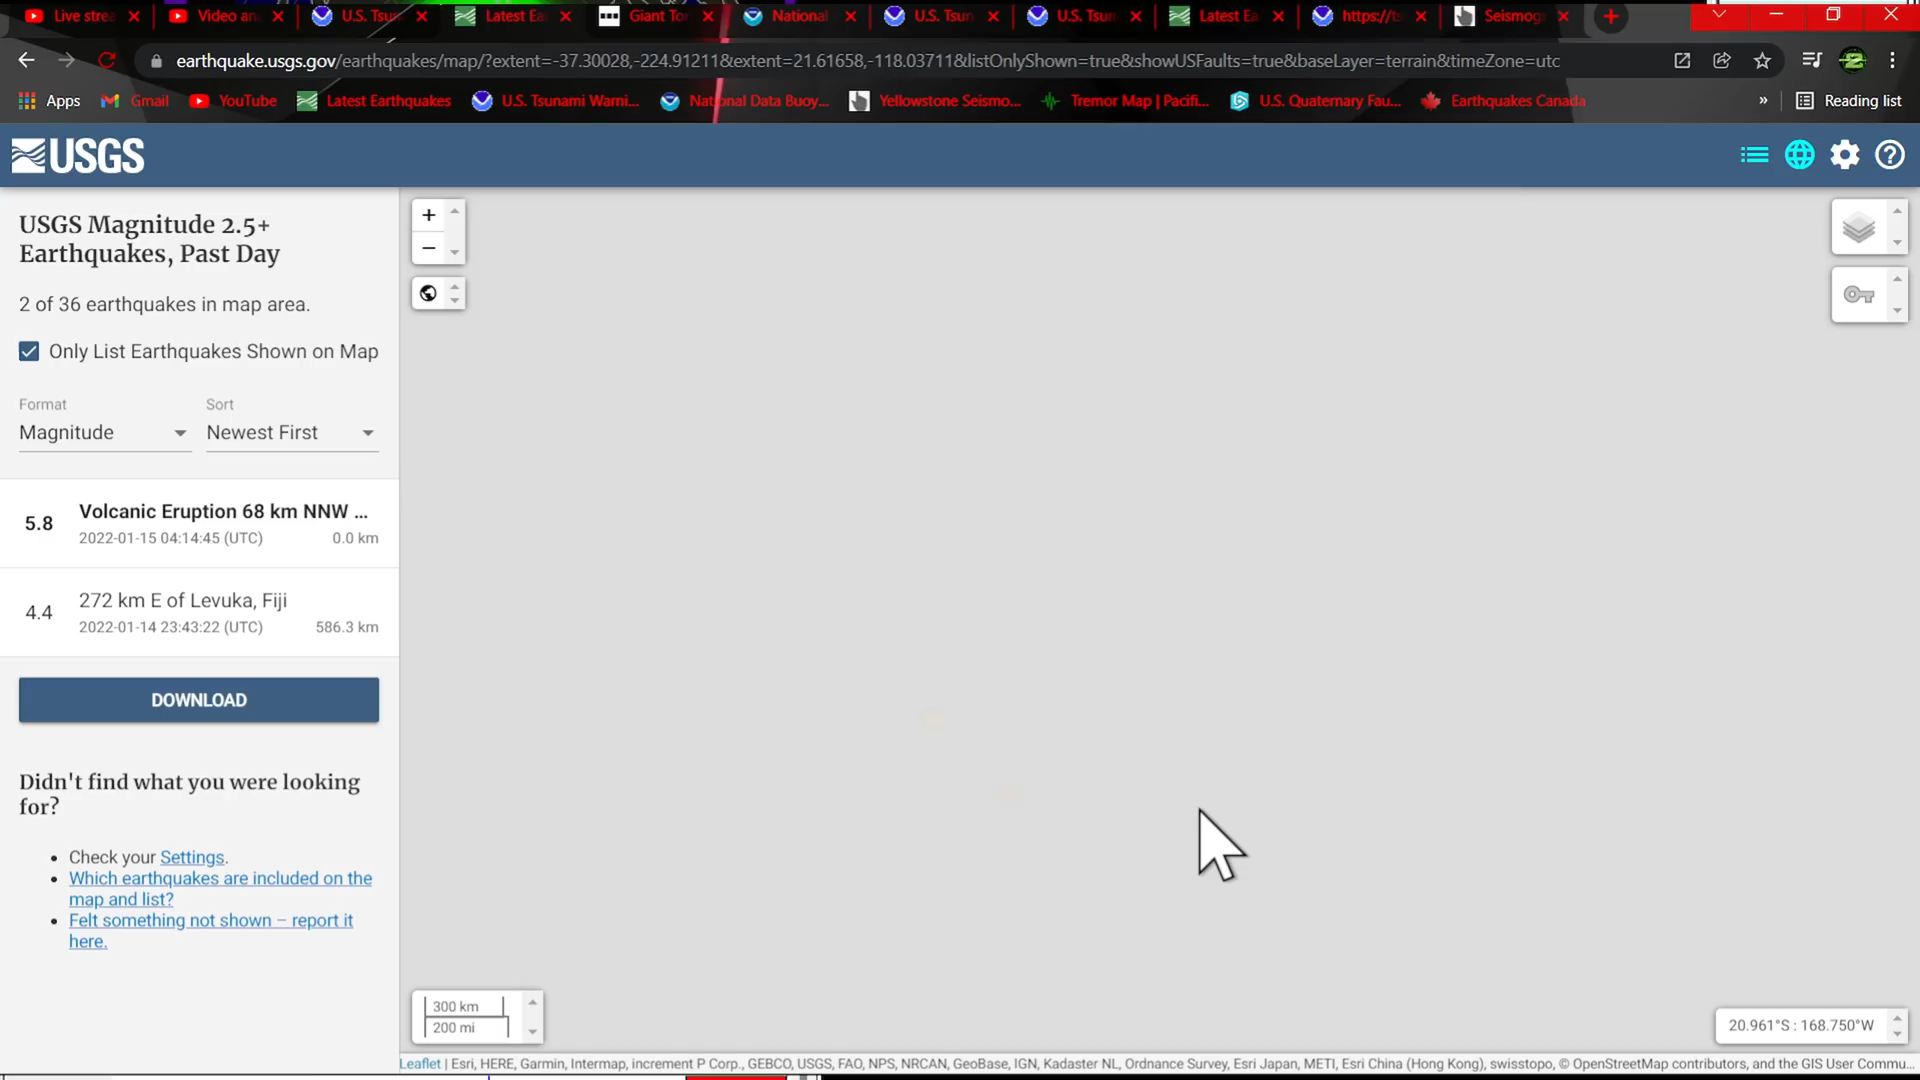 Live strea
Video an
U.S. Tsun
Latest Ea
Giant To
National
U.S. Tsun
U.S. Tsun
Latest Ea
https://ts
Seismog
earthquake.usgs.gov/earthquakes/map/?extent=-37.30028,-224.91211&extent=21.61658,-118.03711&listOnlyShown=true&showUSFaults=true&baseLayer=terrain&timeZone=utc
Apps
Gmail
YouTube
Latest Earthquakes
U.S. Tsunami Warni...
National Data Buoy...
Yellowstone Seismo...
Tremor Map | Pacifi...
U.S. Quaternary Fau...
Earthquakes Canada
»
Reading list
USGS
USGS Magnitude 2.5+
Earthquakes, Past Day
2 of 36 earthquakes in map area.
Only List Earthquakes Shown on Map
Format
Sort
Magnitude
Newest First
5.8
Volcanic Eruption 68 km NNW ...
2022-01-15 04:14:45 (UTC)
0.0 km
4.4
272 km E of Levuka, Fiji
2022-01-14 23:43:22 (UTC)
586.3 km
DOWNLOAD
Didn't find what you were looking
for?
• Check your Settings.
• Which earthquakes are included on the
map and list?
• Felt something not shown – report it
here.
300 km
200 mi
20.961°S : 168.750°W
Leaflet | Esri, HERE, Garmin, Intermap, increment P Corp., GEBCO, USGS, FAO, NPS, NRCAN, GeoBase, IGN, Kadaster NL, Ordnance Survey, Esri Japan, METI, Esri China (Hong Kong), swisstopo, © OpenStreetMap contributors, and the GIS User Commu...